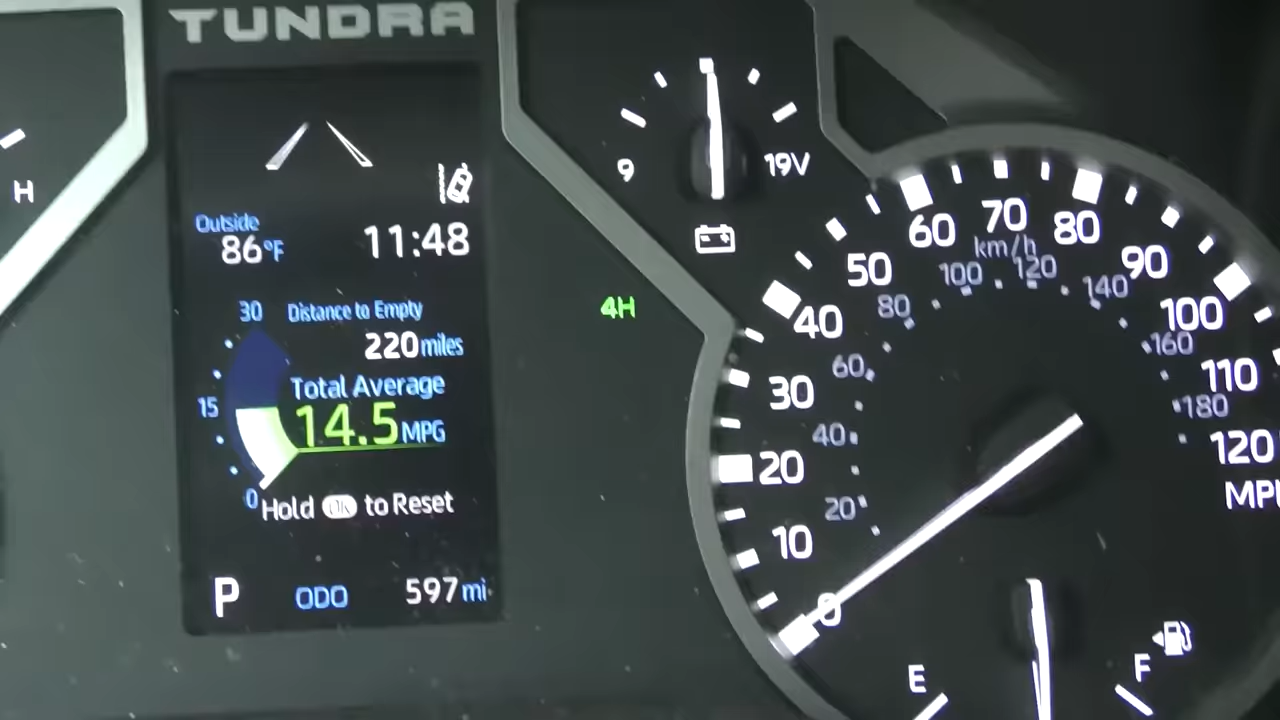 TUNDRA
H
Outside
86°F
11:48
30
Distance to Empty
220 miles
Total Average
15
14.5 MPG
0
Hold OK to Reset
P
ODO
597 mi
9
19V
4H
0
10
20
30
40
50
60
70
80
90
100
110
120
MPH
km/h
20
40
60
80
100
120
140
160
180
E
F